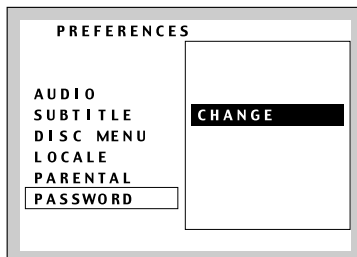 PREFERENCES
AUDIO
SUBTITLE
CHANGE
DISC MENU
LOCALE
PARENTAL
PASSWORD